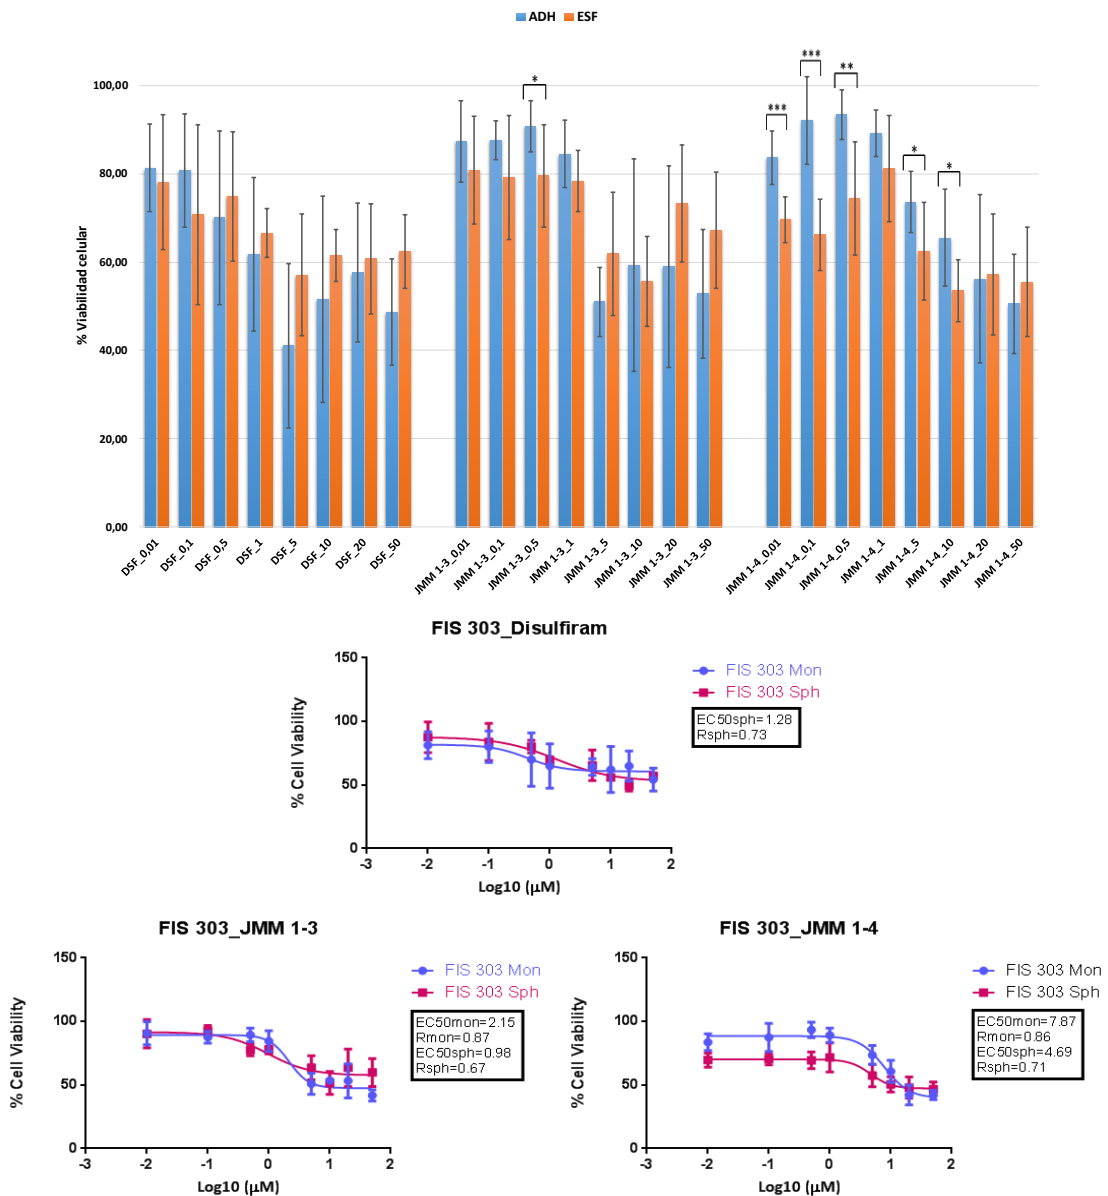 ADH ESF
***
***
**
*
***
*
*
100,00
80,00
60,00
40,00
20,00
0,00
% Viabilidad celular
DSF_0,01
DSF_0,1
DSF_0,5
DSF_1
DSF_5
DSF_10
DSF_20
DSF_50
JMM 1-3_0,01
JMM 1-3_0,1
JMM 1-3_0,5
JMM 1-3_1
JMM 1-3_5
JMM 1-3_10
JMM 1-3_20
JMM 1-3_50
JMM 1-4_0,01
JMM 1-4_0,1
JMM 1-4_0,5
JMM 1-4_1
JMM 1-4_5
JMM 1-4_10
JMM 1-4_20
JMM 1-4_50
FIS 303_Disulfiram
150
100
50
0
% Cell Viability
-3 -2 -1 0 1 2
Log10 (µM)
FIS 303 Mon
FIS 303 Sph
EC50sph=1.28
Rsph=0.73
FIS 303_JMM 1-3
150
100
50
0
% Cell Viability
-3 -2 -1 0 1 2
Log10 (µM)
FIS 303 Mon
FIS 303 Sph
EC50mon=2.15
Rmon=0.87
EC50sph=0.98
Rsph=0.67
FIS 303_JMM 1-4
150
100
50
0
% Cell Viability
-3 -2 -1 0 1 2
Log10 (µM)
FIS 303 Mon
FIS 303 Sph
EC50mon=7.87
Rmon=0.86
EC50sph=4.69
Rsph=0.71